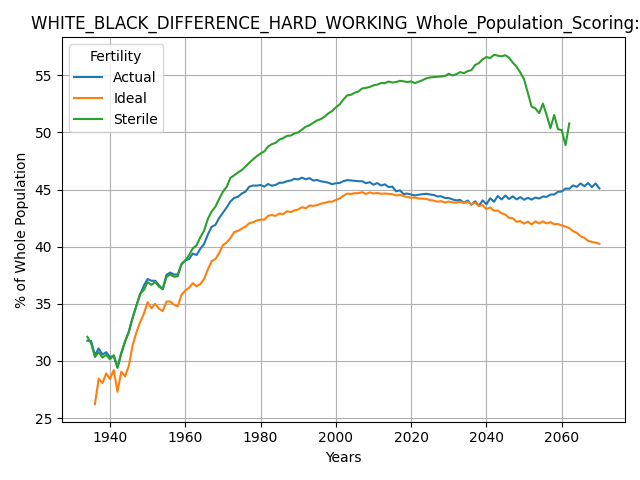 WHITE_BLACK_DIFFERENCE_HARD_WORKING_Whole_Population_Scoring:
Fertility
Actual
Ideal
Sterile
% of Whole Population
55
50
45
40
35
30
25
1940 1960 1980 2000 2020 2040 2060
Years